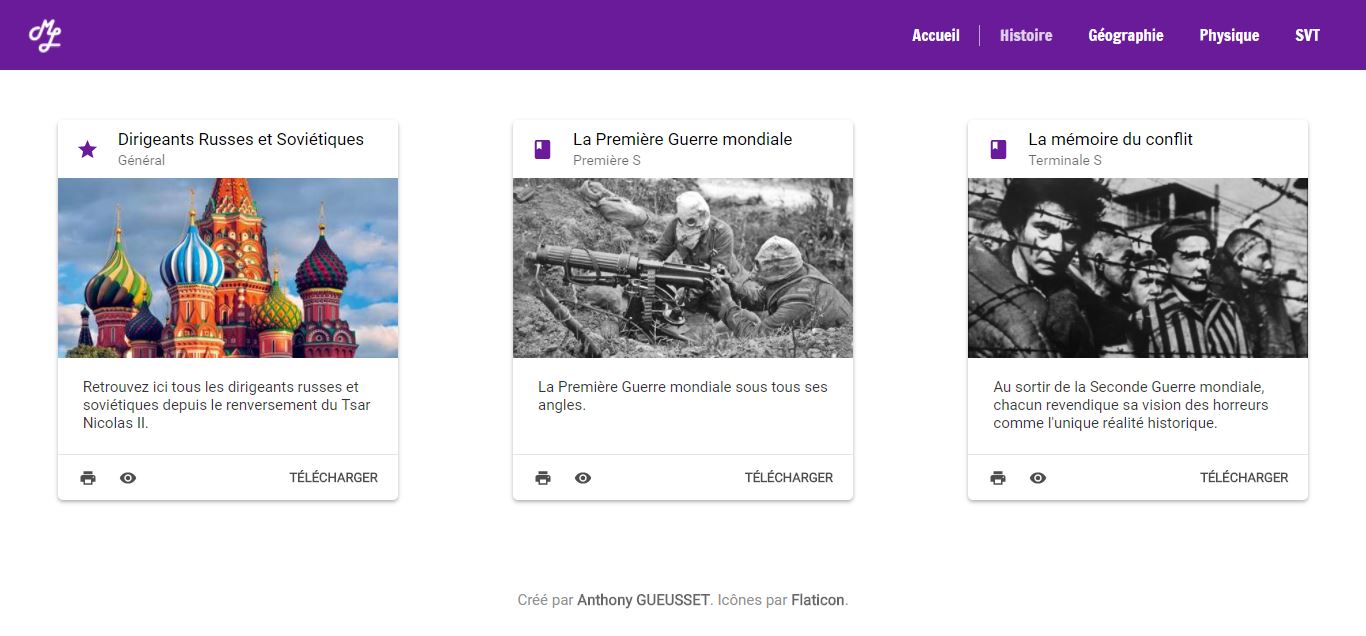 ML
Accueil
Histoire
Géographie
Physique
SVT
Dirigeants Russes et Soviétiques
Général
Retrouvez ici tous les dirigeants russes et
soviétiques depuis le renversement du Tsar
Nicolas II.
TÉLÉCHARGER
La Première Guerre mondiale
Première S
La Première Guerre mondiale sous tous ses
angles.
TÉLÉCHARGER
La mémoire du conflit
Terminale S
Au sortir de la Seconde Guerre mondiale,
chacun revendique sa vision des horreurs
comme l'unique réalité historique.
TÉLÉCHARGER
Créé par Anthony GUEUSSET. Icônes par Flaticon.